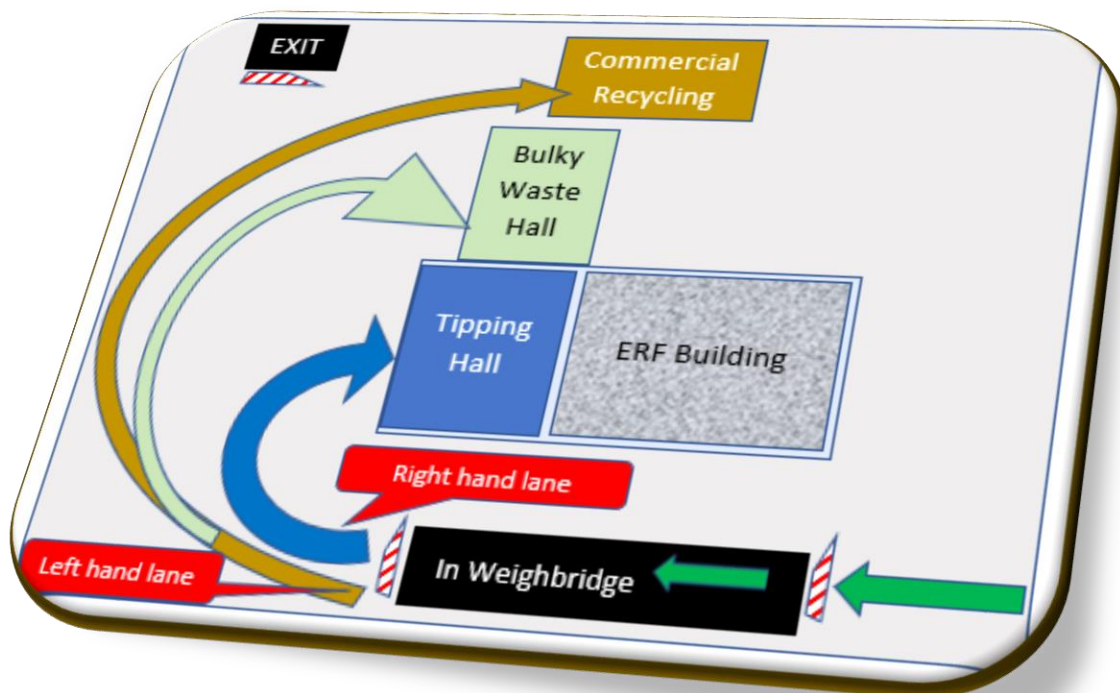 EXIT
Commercial
Recycling
Bulky
Waste
Hall
Tipping
Hall
ERF Building
Right hand lane
In Weighbridge
Left hand lane